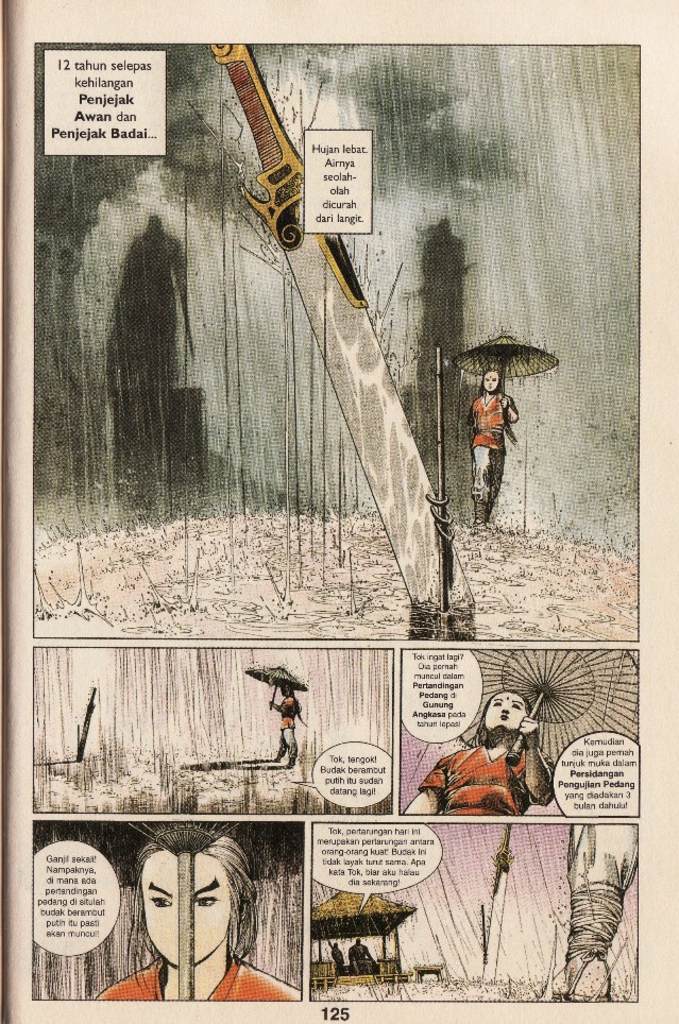 12 tahun selepas
kehilangan
Penjejak
Awan dan
Penjejak Badai...
Hujan lebat.
Airnya
seolah-
olah
dicurah
dari langit.
Tok, tengok!
Budak berambut
putih itu sudah
datang lagi!
Tok ingat lagi?
Dia pernah
muncul dalam
Pertandingan
Pedang di
Gunung
Angkasa pada
tahun lepas!
Kemudian
dia juga pernah
tunjuk muka dalam
Persidangan
Pengujian Pedang
yang diadakan 3
bulan dahulu!
Ganjil sekali!
Nampaknya,
di mana ada
pertandingan
pedang di situlah
budak berambut
putih itu pasti
akan muncul!
Tok, pertarungan hari ini
merupakan pertarungan antara
orang-orang kuat! Budak ini
tidak layak turut sama. Apa
kata Tok, biar aku halau
dia sekarang!
125